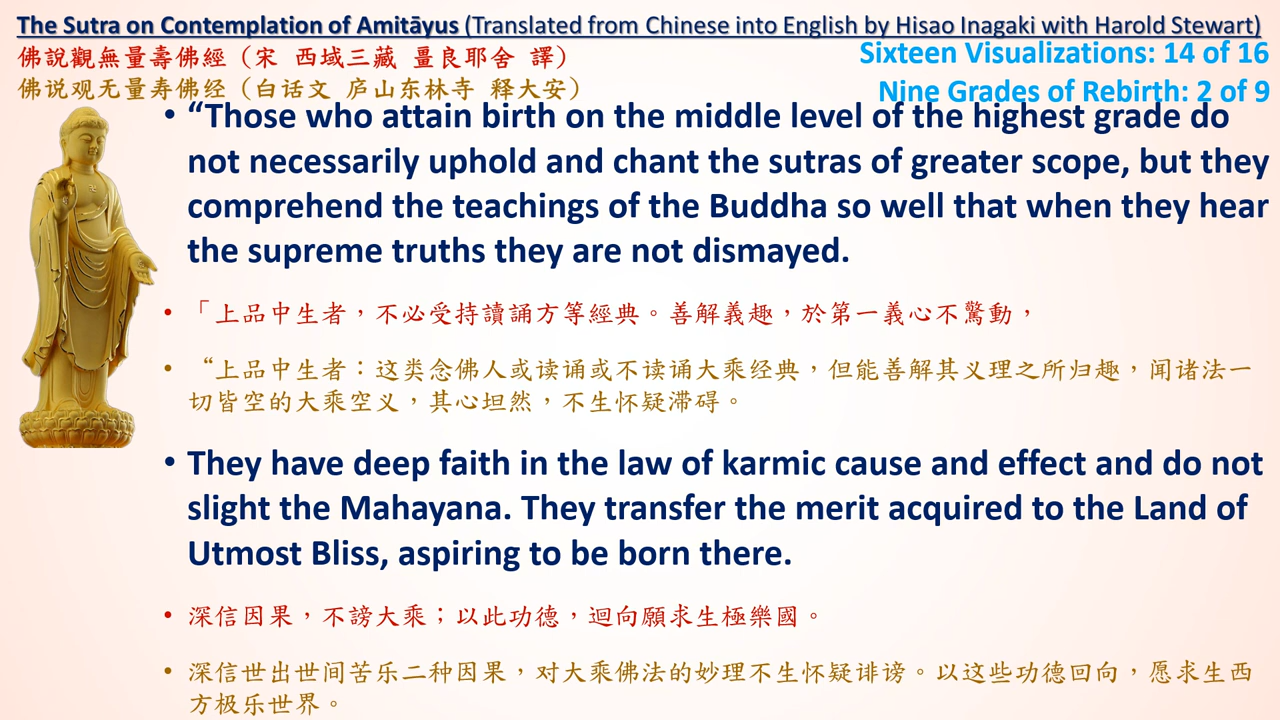 The Sutra on Contemplation of Amitāyus (Translated from Chinese into English by Hisao Inagaki with Harold Stewart)
佛說觀無量壽佛經（宋 西域三藏 畺良耶舍 譯）
Sixteen Visualizations: 14 of 16
佛说观无量寿佛经（白话文 庐山东林寺 释大安）
Nine Grades of Rebirth: 2 of 9
• “Those who attain birth on the middle level of the highest grade do
not necessarily uphold and chant the sutras of greater scope, but they
comprehend the teachings of the Buddha so well that when they hear
the supreme truths they are not dismayed.
• 「上品中生者，不必受持讀誦方等經典。善解義趣，於第一義心不驚動，
• “上品中生者：这类念佛人或读诵或不读诵大乘经典，但能善解其义理之所归趣，闻诸法一
切皆空的大乘空义，其心坦然，不生怀疑滞碍。
• They have deep faith in the law of karmic cause and effect and do not
slight the Mahayana. They transfer the merit acquired to the Land of
Utmost Bliss, aspiring to be born there.
• 深信因果，不謗大乘；以此功德，迴向願求生極樂國。
• 深信世出世间苦乐二种因果，对大乘佛法的妙理不生怀疑诽谤。以这些功德回向，愿求生西
方极乐世界。